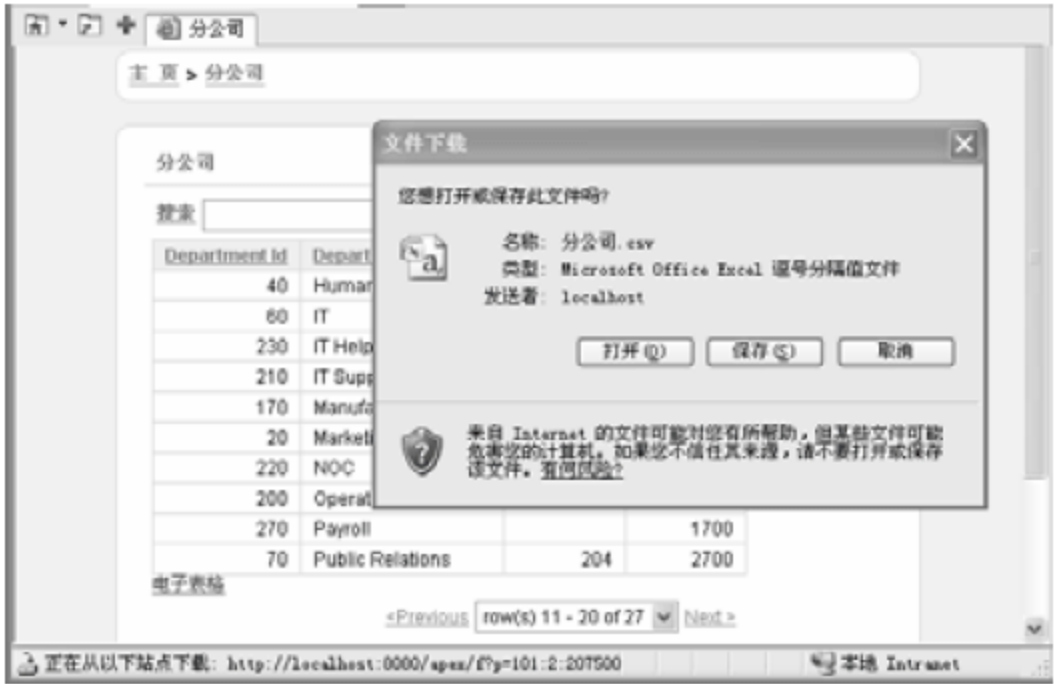 分公司
主 页 > 分公司
分公司
搜索
Department Id Depart
40 Human
60 IT
230 IT Help
210 IT Supp
170 Manufa
20 Marketi
220 NOC
200 Operat
270 Payroll 1700
70 Public Relations 204 2700
电子表格
<Previous row(s) 11 - 20 of 27 Next >
文件下载
您想打开或保存此文件吗?
名称: 分公司.csv
类型: Microsoft Office Excel 逗号分隔值文件
发送者: localhost
打开(O) 保存(S) 取消
来自 Internet 的文件可能对您有所帮助,但某些文件可能
危害您的计算机。如果您不信任其来源,请不要打开或保存
该文件。有何风险?
正在从以下站点下载: http://localhost:8080/apex/f?p=101:2:207500
本地 Intranet